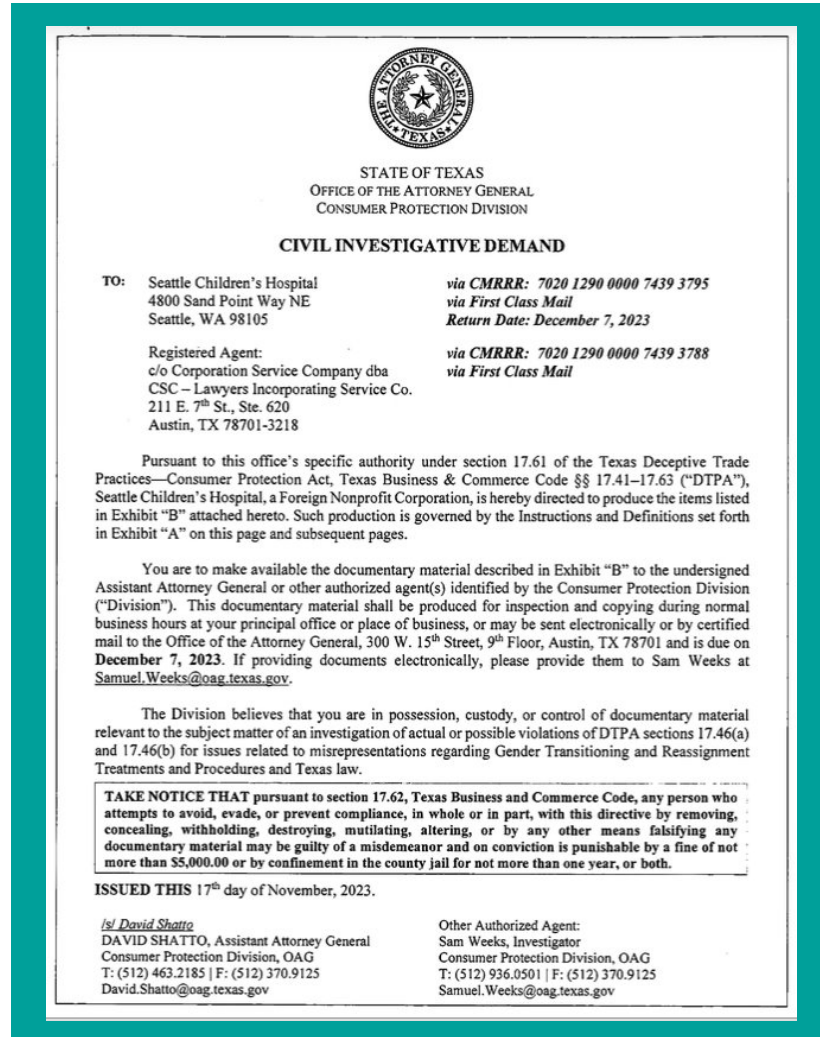 THE ATTORNEY GENERAL
TEXAS
STATE OF TEXAS
OFFICE OF THE ATTORNEY GENERAL
CONSUMER PROTECTION DIVISION
CIVIL INVESTIGATIVE DEMAND
TO: Seattle Children's Hospital
4800 Sand Point Way NE
Seattle, WA 98105
via CMRRR: 7020 1290 0000 7439 3795
via First Class Mail
Return Date: December 7, 2023
Registered Agent:
c/o Corporation Service Company dba
CSC – Lawyers Incorporating Service Co.
211 E. 7th St., Ste. 620
Austin, TX 78701-3218
via CMRRR: 7020 1290 0000 7439 3788
via First Class Mail
Pursuant to this office's specific authority under section 17.61 of the Texas Deceptive Trade
Practices—Consumer Protection Act, Texas Business & Commerce Code §§ 17.41–17.63 ("DTPA"),
Seattle Children's Hospital, a Foreign Nonprofit Corporation, is hereby directed to produce the items listed
in Exhibit "B" attached hereto. Such production is governed by the Instructions and Definitions set forth
in Exhibit "A" on this page and subsequent pages.
You are to make available the documentary material described in Exhibit "B" to the undersigned
Assistant Attorney General or other authorized agent(s) identified by the Consumer Protection Division
("Division"). This documentary material shall be produced for inspection and copying during normal
business hours at your principal office or place of business, or may be sent electronically or by certified
mail to the Office of the Attorney General, 300 W. 15th Street, 9th Floor, Austin, TX 78701 and is due on
December 7, 2023. If providing documents electronically, please provide them to Sam Weeks at
Samuel.Weeks@oag.texas.gov.
The Division believes that you are in possession, custody, or control of documentary material
relevant to the subject matter of an investigation of actual or possible violations of DTPA sections 17.46(a)
and 17.46(b) for issues related to misrepresentations regarding Gender Transitioning and Reassignment
Treatments and Procedures and Texas law.
TAKE NOTICE THAT pursuant to section 17.62, Texas Business and Commerce Code, any person who
attempts to avoid, evade, or prevent compliance, in whole or in part, with this directive by removing,
concealing, withholding, destroying, mutilating, altering, or by any other means falsifying any
documentary material may be guilty of a misdemeanor and on conviction is punishable by a fine of not
more than $5,000.00 or by confinement in the county jail for not more than one year, or both.
ISSUED THIS 17th day of November, 2023.
/s/ David Shatto
DAVID SHATTO, Assistant Attorney General
Consumer Protection Division, OAG
T: (512) 463.2185 | F: (512) 370.9125
David.Shatto@oag.texas.gov
Other Authorized Agent:
Sam Weeks, Investigator
Consumer Protection Division, OAG
T: (512) 936.0501 | F: (512) 370.9125
Samuel.Weeks@oag.texas.gov